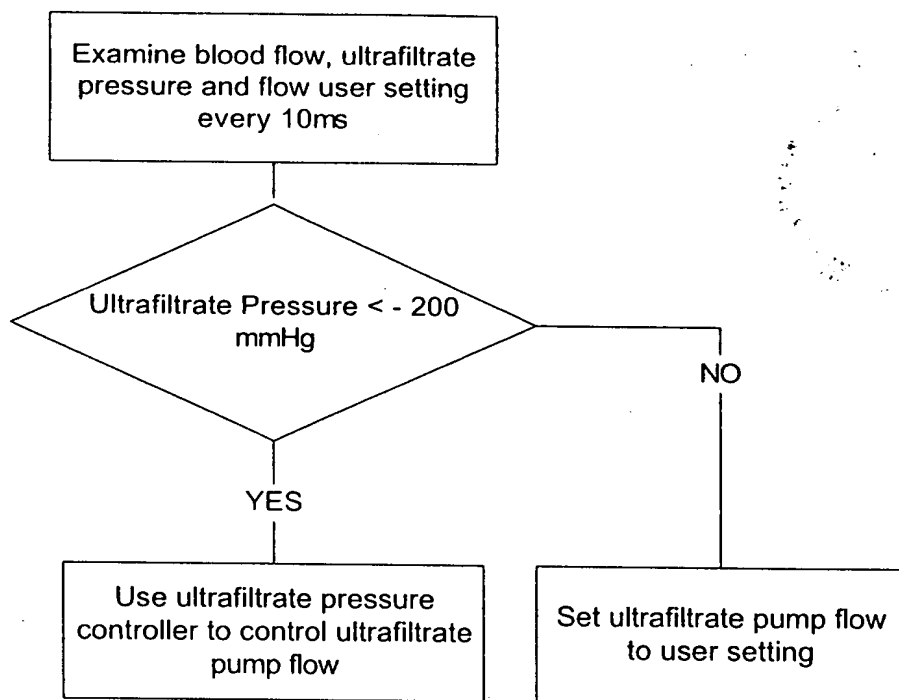 Examine blood flow, ultrafiltrate
pressure and flow user setting
every 10ms
Ultrafiltrate Pressure < - 200
mmHg
NO
YES
Use ultrafiltrate pressure
controller to control ultrafiltrate
pump flow
Set ultrafiltrate pump flow
to user setting